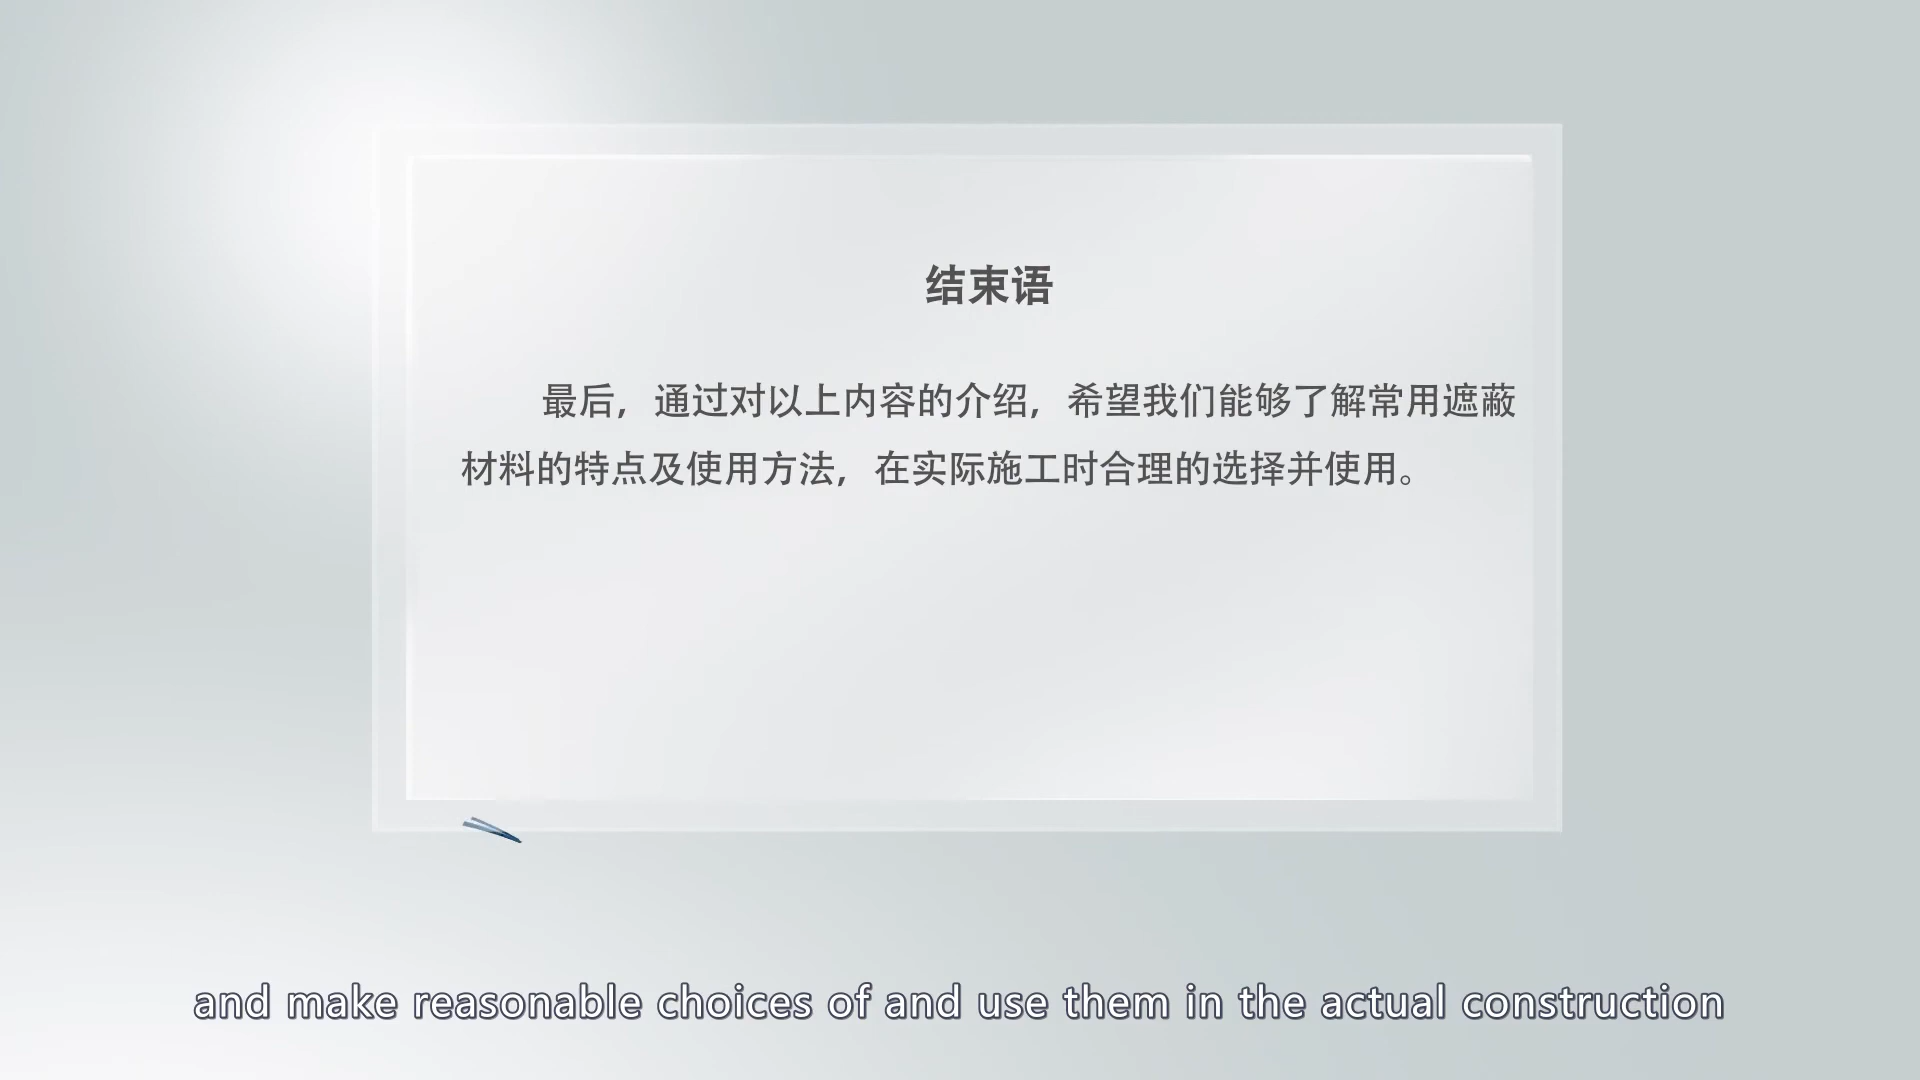 结束语
最后，通过对以上内容的介绍，希望我们能够了解常用遮蔽
材料的特点及使用方法，在实际施工时合理的选择并使用。
and make reasonable choices of and use them in the actual construction